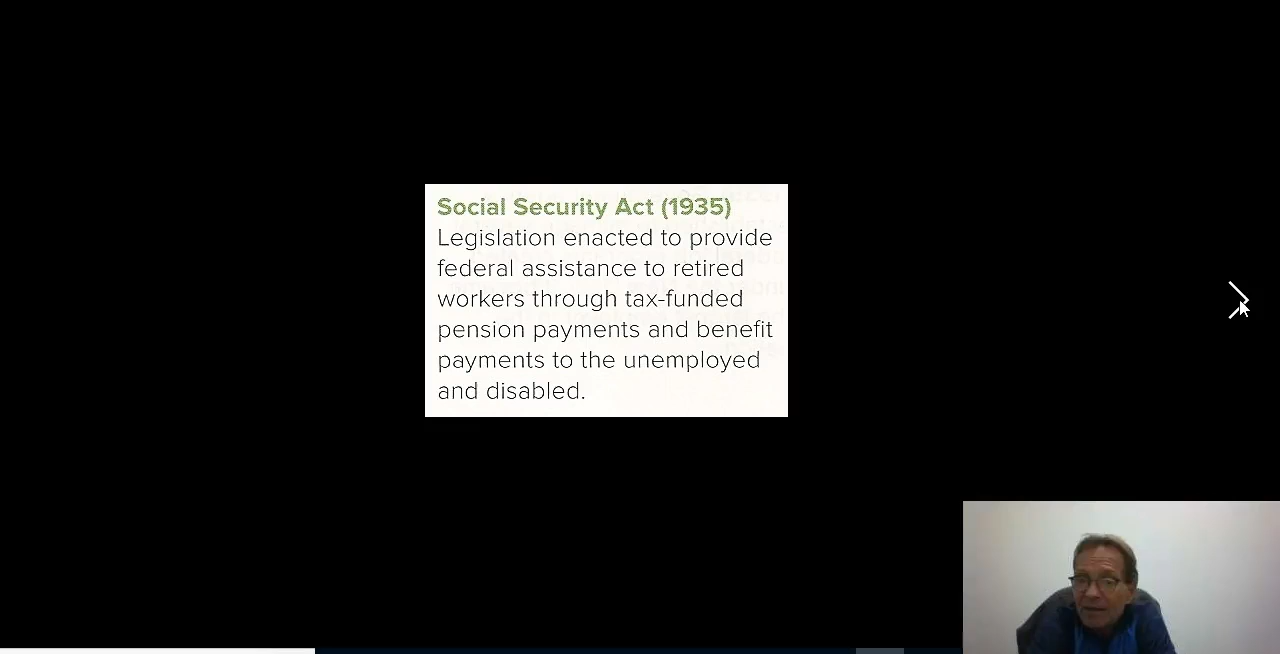 Social Security Act (1935)
Legislation enacted to provide
federal assistance to retired
workers through tax-funded
pension payments and benefit
payments to the unemployed
and disabled.